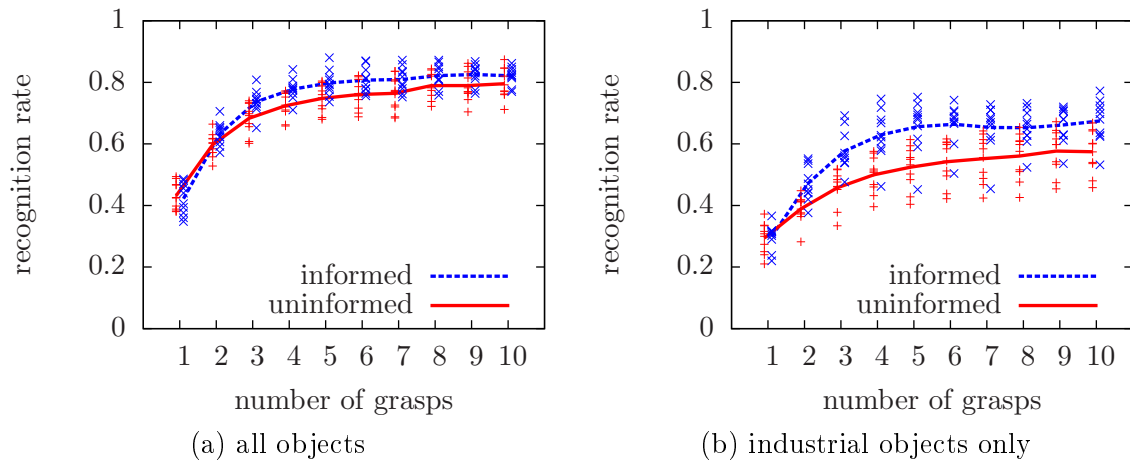 1
0.8
0.6
0.4
0.2
0
recognition rate
informed
uninformed
1 2 3 4 5 6 7 8 9 10
number of grasps
(a) all objects
1
0.8
0.6
0.4
0.2
0
recognition rate
informed
uninformed
1 2 3 4 5 6 7 8 9 10
number of grasps
(b) industrial objects only